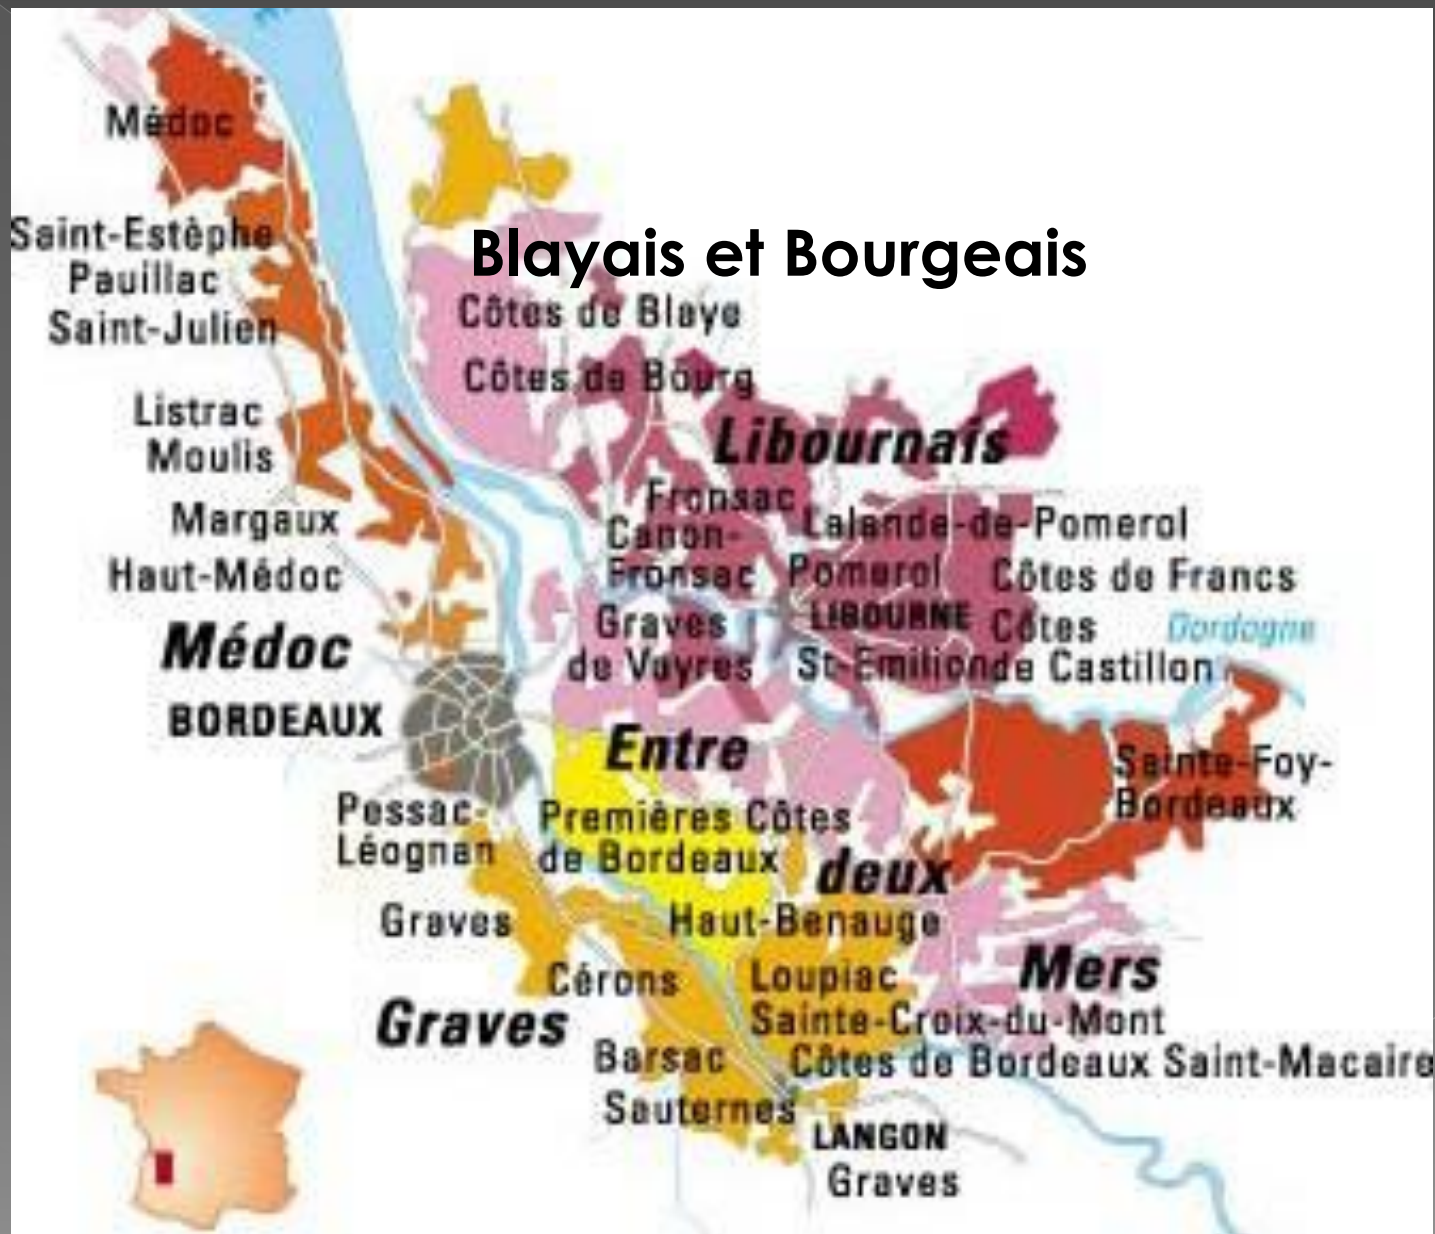 Médoc
Saint-Estèphe
Pauillac
Saint-Julien
Listrac
Moulis
Margaux
Haut-Médoc
Médoc
BORDEAUX
Blayais et Bourgeais
Côtes de Blaye
Côtes de Bourg
Libournais
Fronsac
Canon-
Fronsac
Lalande-de-Pomerol
Pomerol
Côtes de Francs
LIBOURNE
Côtes
de Castillon
Dordogne
St-Emilion
Graves
de Vayres
Entre
Sainte-Foy-
Bordeaux
Pessac-
Léognan
Premières Côtes
de Bordeaux
deux
Graves
Haut-Benauge
Mers
Cérons
Loupiac
Graves
Sainte-Croix-du-Mont
Barsac
Côtes de Bordeaux Saint-Macaire
Sauternes
LANGON
Graves